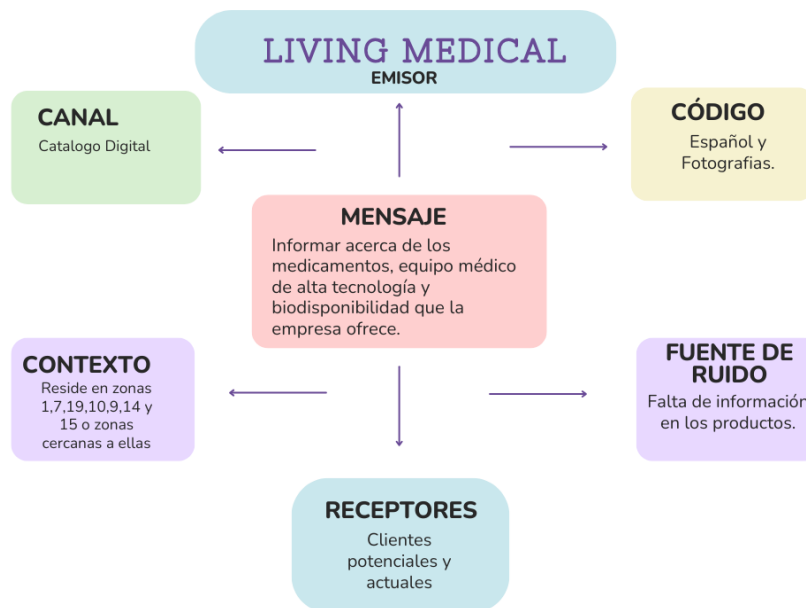 LIVING MEDICAL
EMISOR
CANAL
Catalogo Digital
CÓDIGO
Español y
Fotografias.
MENSAJE
Informar acerca de los
medicamentos, equipo médico
de alta tecnología y
biodisponibilidad que la
empresa ofrece.
CONTEXTO
Reside en zonas
1,7,19,10,9,14 y
15 o zonas
cercanas a ellas
FUENTE DE
RUIDO
Falta de información
en los productos.
RECEPTORES
Clientes
potenciales y
actuales